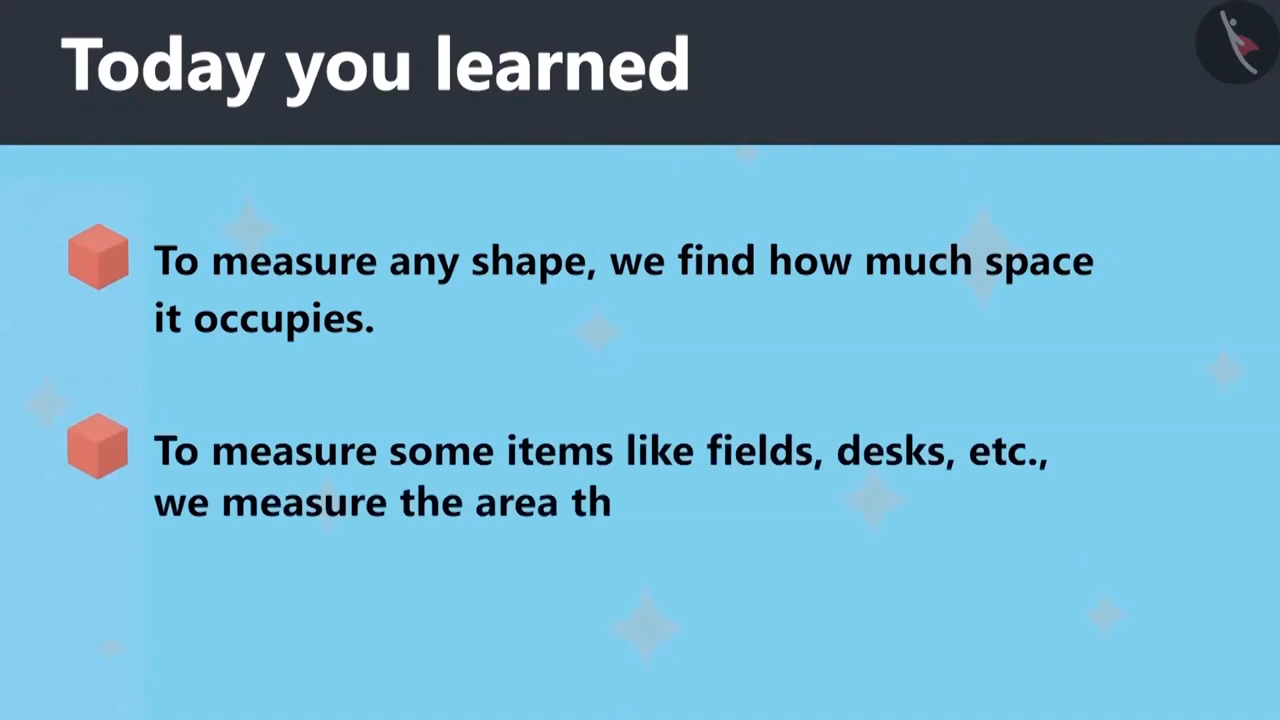 Today you learned
To measure any shape, we find how much space
it occupies.
To measure some items like fields, desks, etc.,
we measure the area th